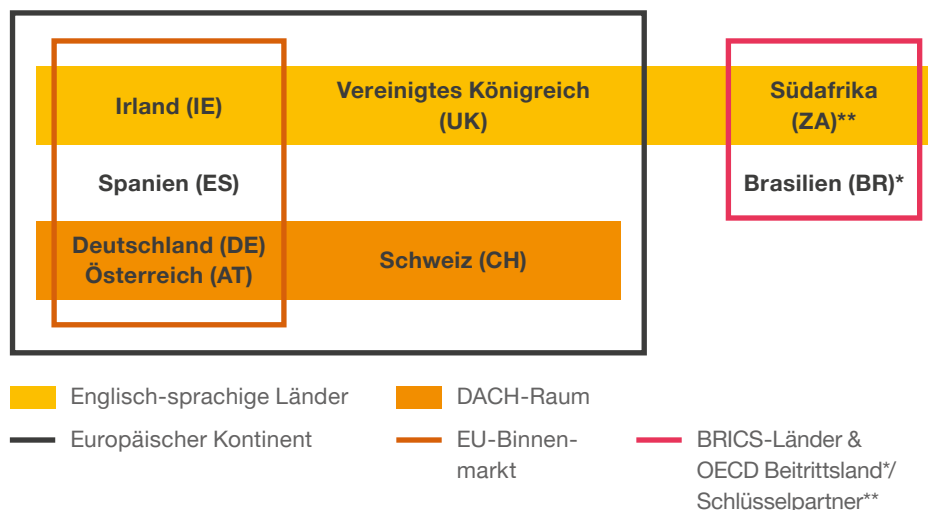 Irland (IE)
Vereinigtes Königreich
(UK)
Südafrika
(ZA)**
Spanien (ES)
Brasilien (BR)*
Deutschland (DE)
Österreich (AT)
Schweiz (CH)
Englisch-sprachige Länder
DACH-Raum
Europäischer Kontinent
EU-Binnen-
markt
BRICS-Länder &
OECD Beitrittsland*/
Schlüsselpartner**